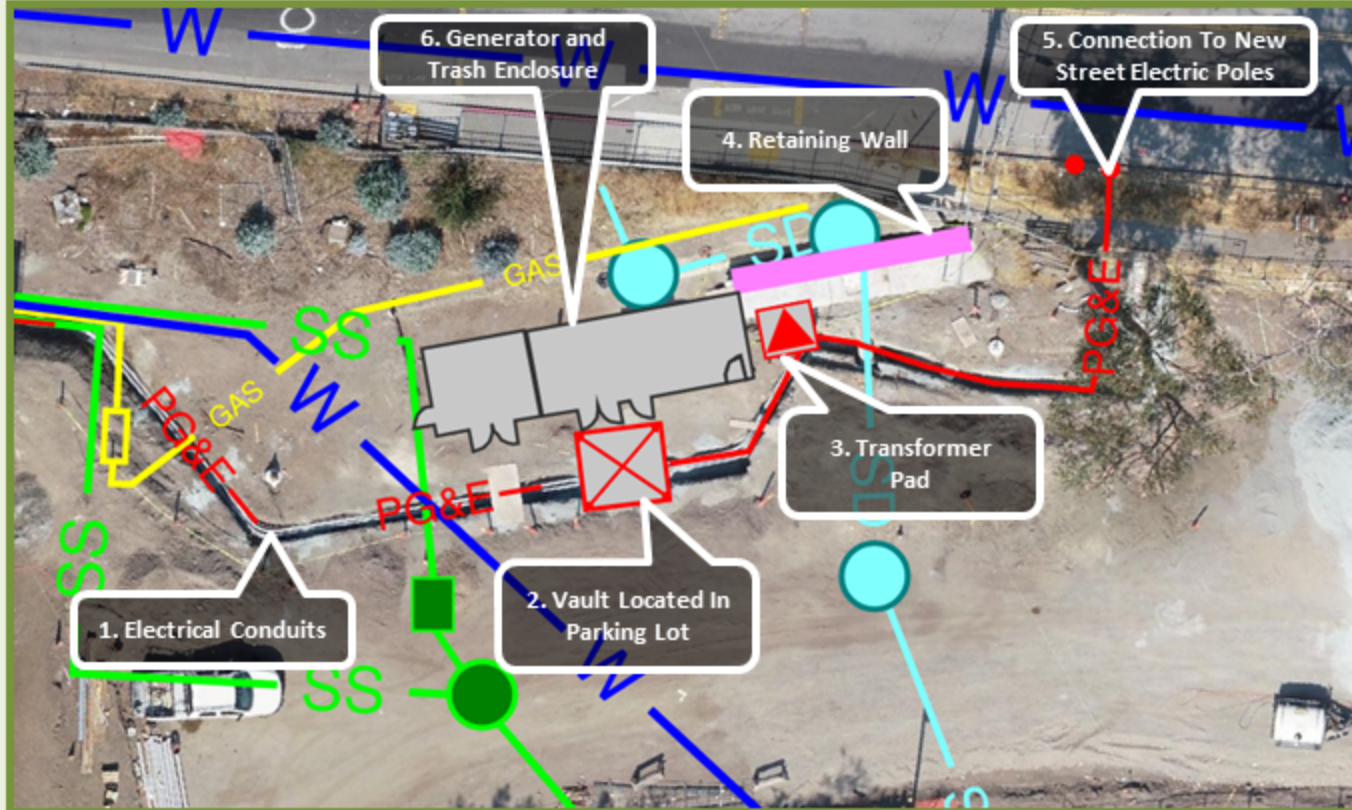 W
6. Generator and
Trash Enclosure
W
5. Connection To New
Street Electric Poles
W
4. Retaining Wall
SD
GAS
PG&E
SS
W
GAS
PG&E
PG&E
3. Transformer
Pad
SD
SS
2. Vault Located In
Parking Lot
1. Electrical Conduits
W
SS